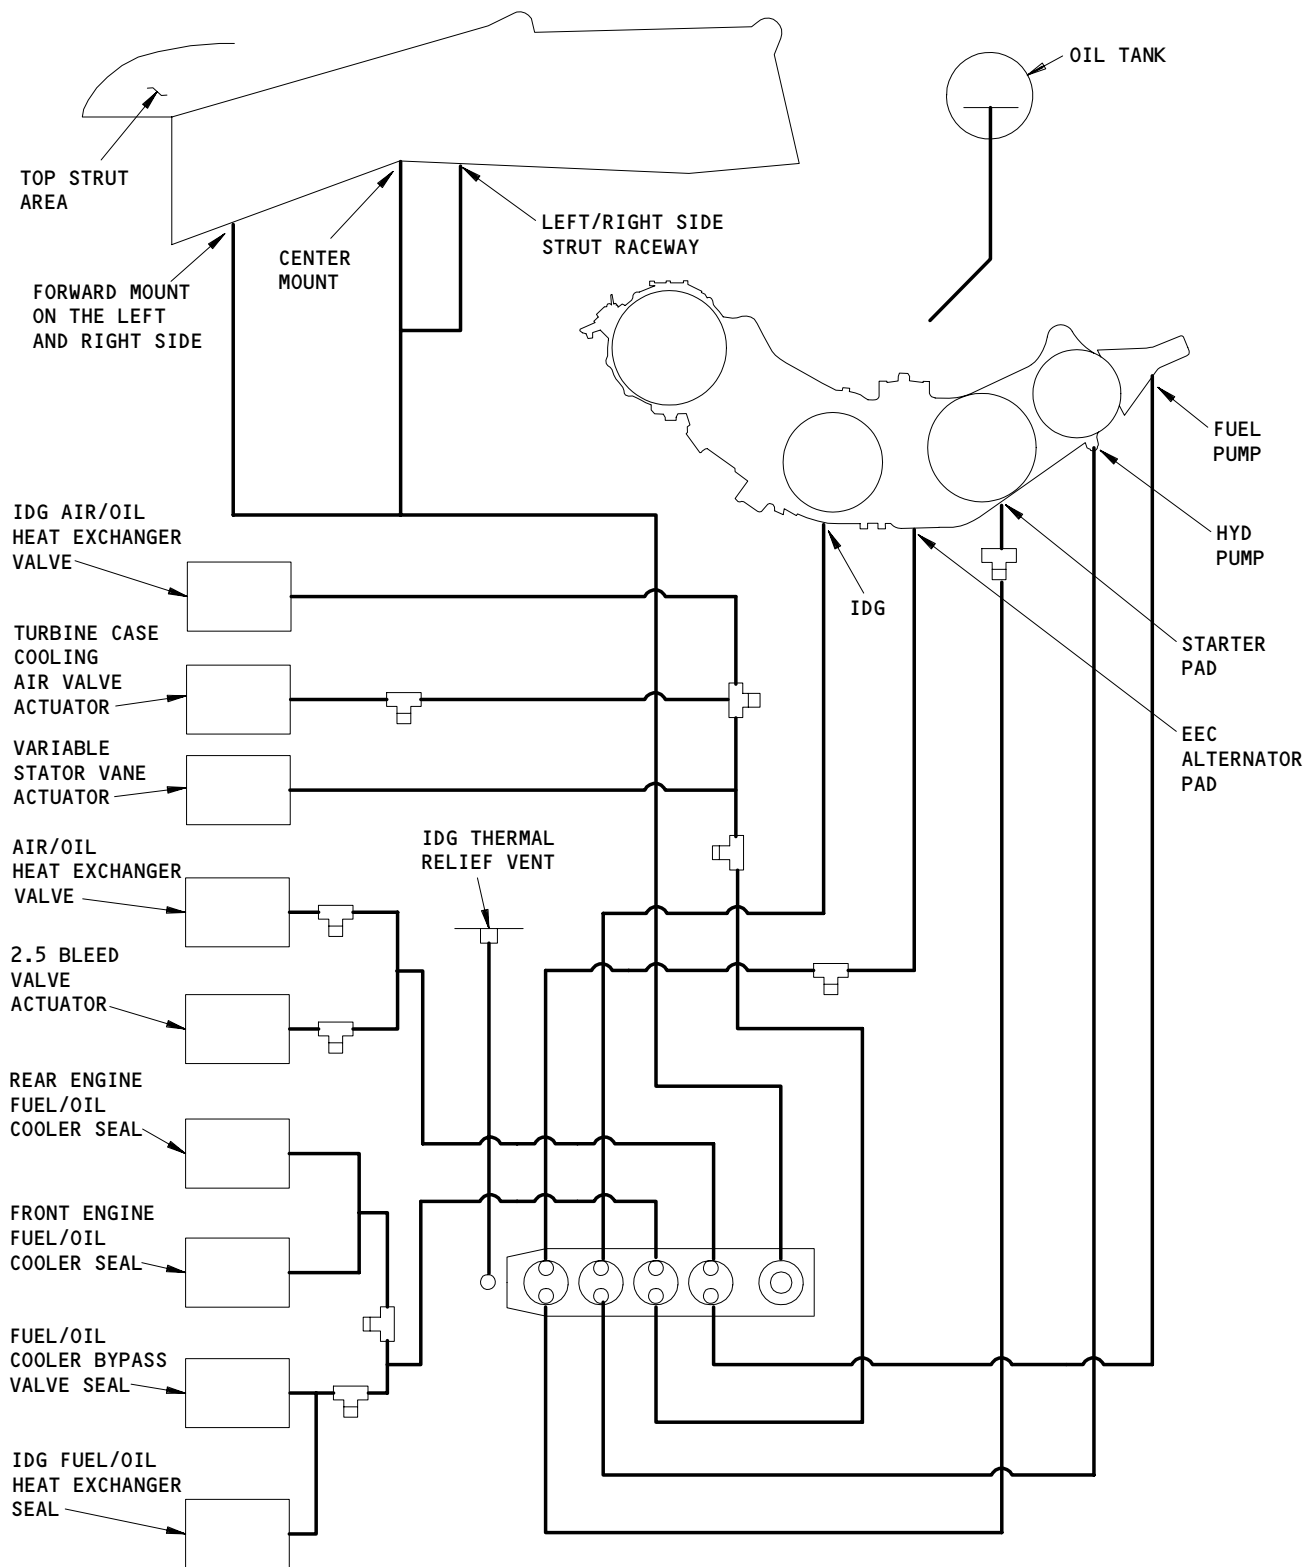 OIL TANK
TOP STRUT
AREA
LEFT/RIGHT SIDE
STRUT RACEWAY
CENTER
MOUNT
FORWARD MOUNT
ON THE LEFT
AND RIGHT SIDE
FUEL
PUMP
HYD
PUMP
IDG
STARTER
PAD
EEC
ALTERNATOR
PAD
IDG AIR/OIL
HEAT EXCHANGER
VALVE
TURBINE CASE
COOLING
AIR VALVE
ACTUATOR
VARIABLE
STATOR VANE
ACTUATOR
IDG THERMAL
RELIEF VENT
AIR/OIL
HEAT EXCHANGER
VALVE
2.5 BLEED
VALVE
ACTUATOR
REAR ENGINE
FUEL/OIL
COOLER SEAL
FRONT ENGINE
FUEL/OIL
COOLER SEAL
FUEL/OIL
COOLER BYPASS
VALVE SEAL
IDG FUEL/OIL
HEAT EXCHANGER
SEAL